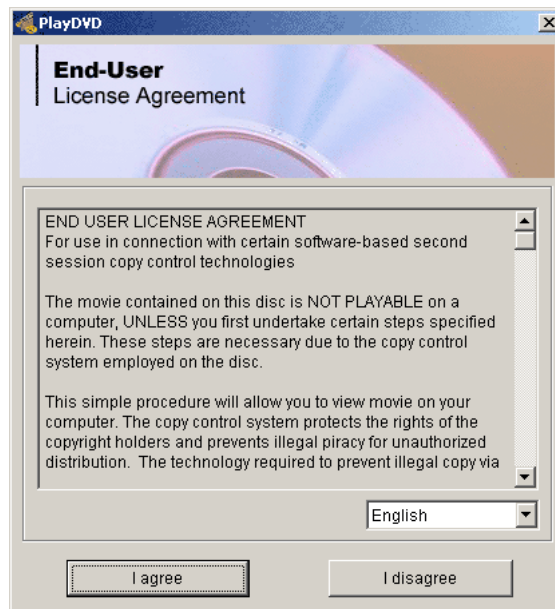 PlayDVD
End-User
License Agreement
END USER LICENSE AGREEMENT
For use in connection with certain software-based second
session copy control technologies
The movie contained on this disc is NOT PLAYABLE on a
computer, UNLESS you first undertake certain steps specified
herein. These steps are necessary due to the copy control
system employed on the disc.
This simple procedure will allow you to view movie on your
computer. The copy control system protects the rights of the
copyright holders and prevents illegal piracy for unauthorized
distribution.  The technology required to prevent illegal copy via
English
I agree
I disagree